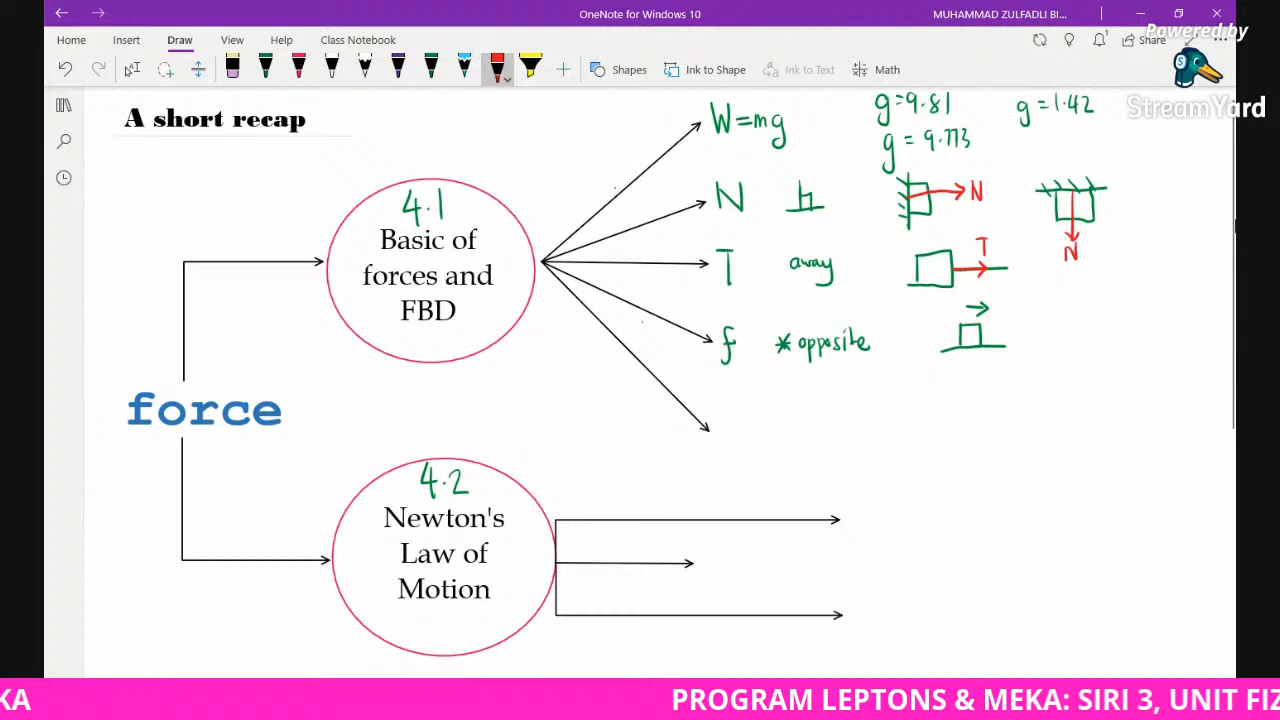 OneNote for Windows 10
MUHAMMAD ZULFADLI BI...
Powered by
StreamYard
Home Insert Draw View Help Class Notebook
Share
Shapes Ink to Shape Ink to Text Math
A short recap
W=mg
g=9.81
g=1.42
g=9.773
N
N
N
T away
T
f *opposite
4.1
Basic of
forces and
FBD
force
4.2
Newton's
Law of
Motion
KA
PROGRAM LEPTONS & MEKA: SIRI 3, UNIT FIZ